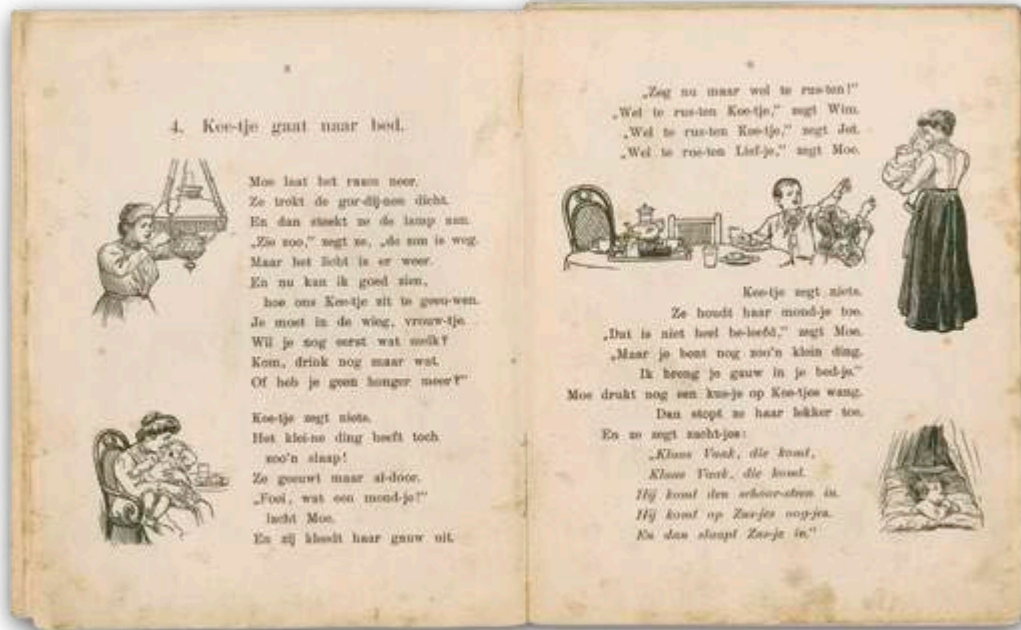 8
4. Kee-tje gaat naar bed.
Moe laat het raam neer.
Ze trekt de gor-dij-nen dicht.
En dan steekt ze de lamp aan.
„Zie zoo,” zegt ze, „de zon is weg.
Maar het licht is er weer.
En nu kan ik goed zien,
hoe ons Kee-tje zit te geeu-wen.
Je moet in de wieg, vrouw-tje.
Wil je nog eerst wat melk?
Kom, drink nog maar wat.
Of heb je geen honger meer?”
Kee-tje zegt niets.
Het klei-ne ding heeft toch
zoo’n slaap!
Ze geeuwt maar al-door.
„Foei, wat een mond-je!”
lacht Moe.
En zij kleedt haar gauw uit.
9
„Zeg nu maar wel te rus-ten!”
„Wel te rus-ten Kee-tje,” zegt Wim.
„Wel te rus-ten Kee-tje,” zegt Jet.
„Wel te rus-ten Lief-je,” zegt Moe.
Kee-tje zegt niets.
Ze houdt haar mond-je toe.
„Dat is niet heel be-leefd,” zegt Moe.
„Maar je bent nog zoo’n klein ding.
Ik breng je gauw in je bed-je.”
Moe drukt nog een kus-je op Kee-tjes wang.
Dan stopt ze haar lekker toe.
En ze zegt zacht-jes:
„Klaas Vaak, die komt,
Klaas Vaak, die komt.
Hij komt den schoor-steen in.
Hij komt op Zus-jes oog-jes.
En dan slaapt Zus-je in.”